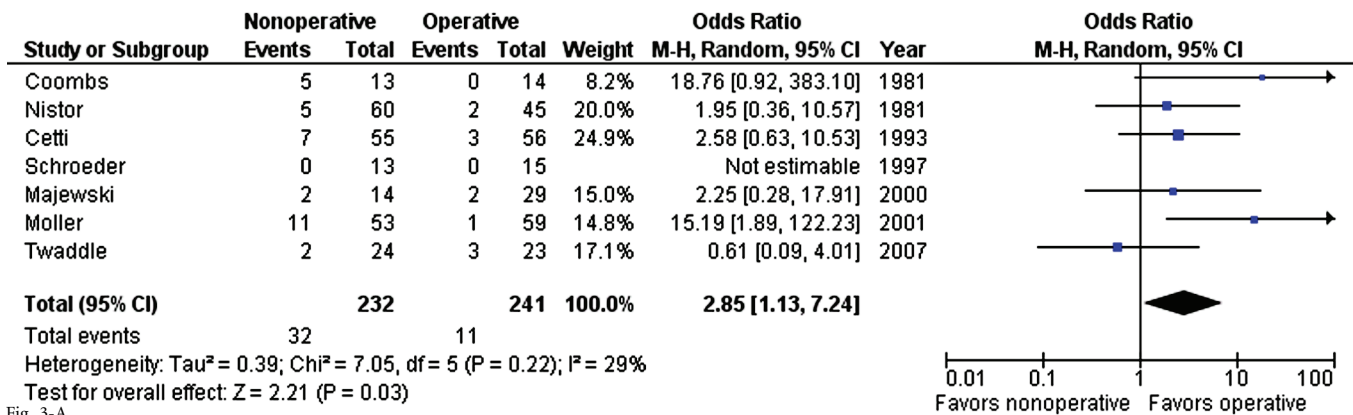 Nonoperative Operative Odds Ratio Odds Ratio
Study or Subgroup Events Total Events Total Weight M-H, Random, 95% CI Year M-H, Random, 95% CI
Coombs 5 13 0 14 8.2% 18.76 [0.92, 383.10] 1981
Nistor 5 60 2 45 20.0% 1.95 [0.36, 10.57] 1981
Cetti 7 55 3 56 24.9% 2.58 [0.63, 10.53] 1993
Schroeder 0 13 0 15 Not estimable 1997
Majewski 2 14 2 29 15.0% 2.25 [0.28, 17.91] 2000
Moller 11 53 1 59 14.8% 15.19 [1.89, 122.23] 2001
Twaddle 2 24 3 23 17.1% 0.61 [0.09, 4.01] 2007
Total (95% CI) 232 241 100.0% 2.85 [1.13, 7.24]
Total events 32 11
Heterogeneity: Tau² = 0.39; Chi² = 7.05, df = 5 (P = 0.22); I² = 29%
Test for overall effect: Z = 2.21 (P = 0.03)
0.01 0.1 1 10 100
Favors nonoperative Favors operative
Fig. 3-A